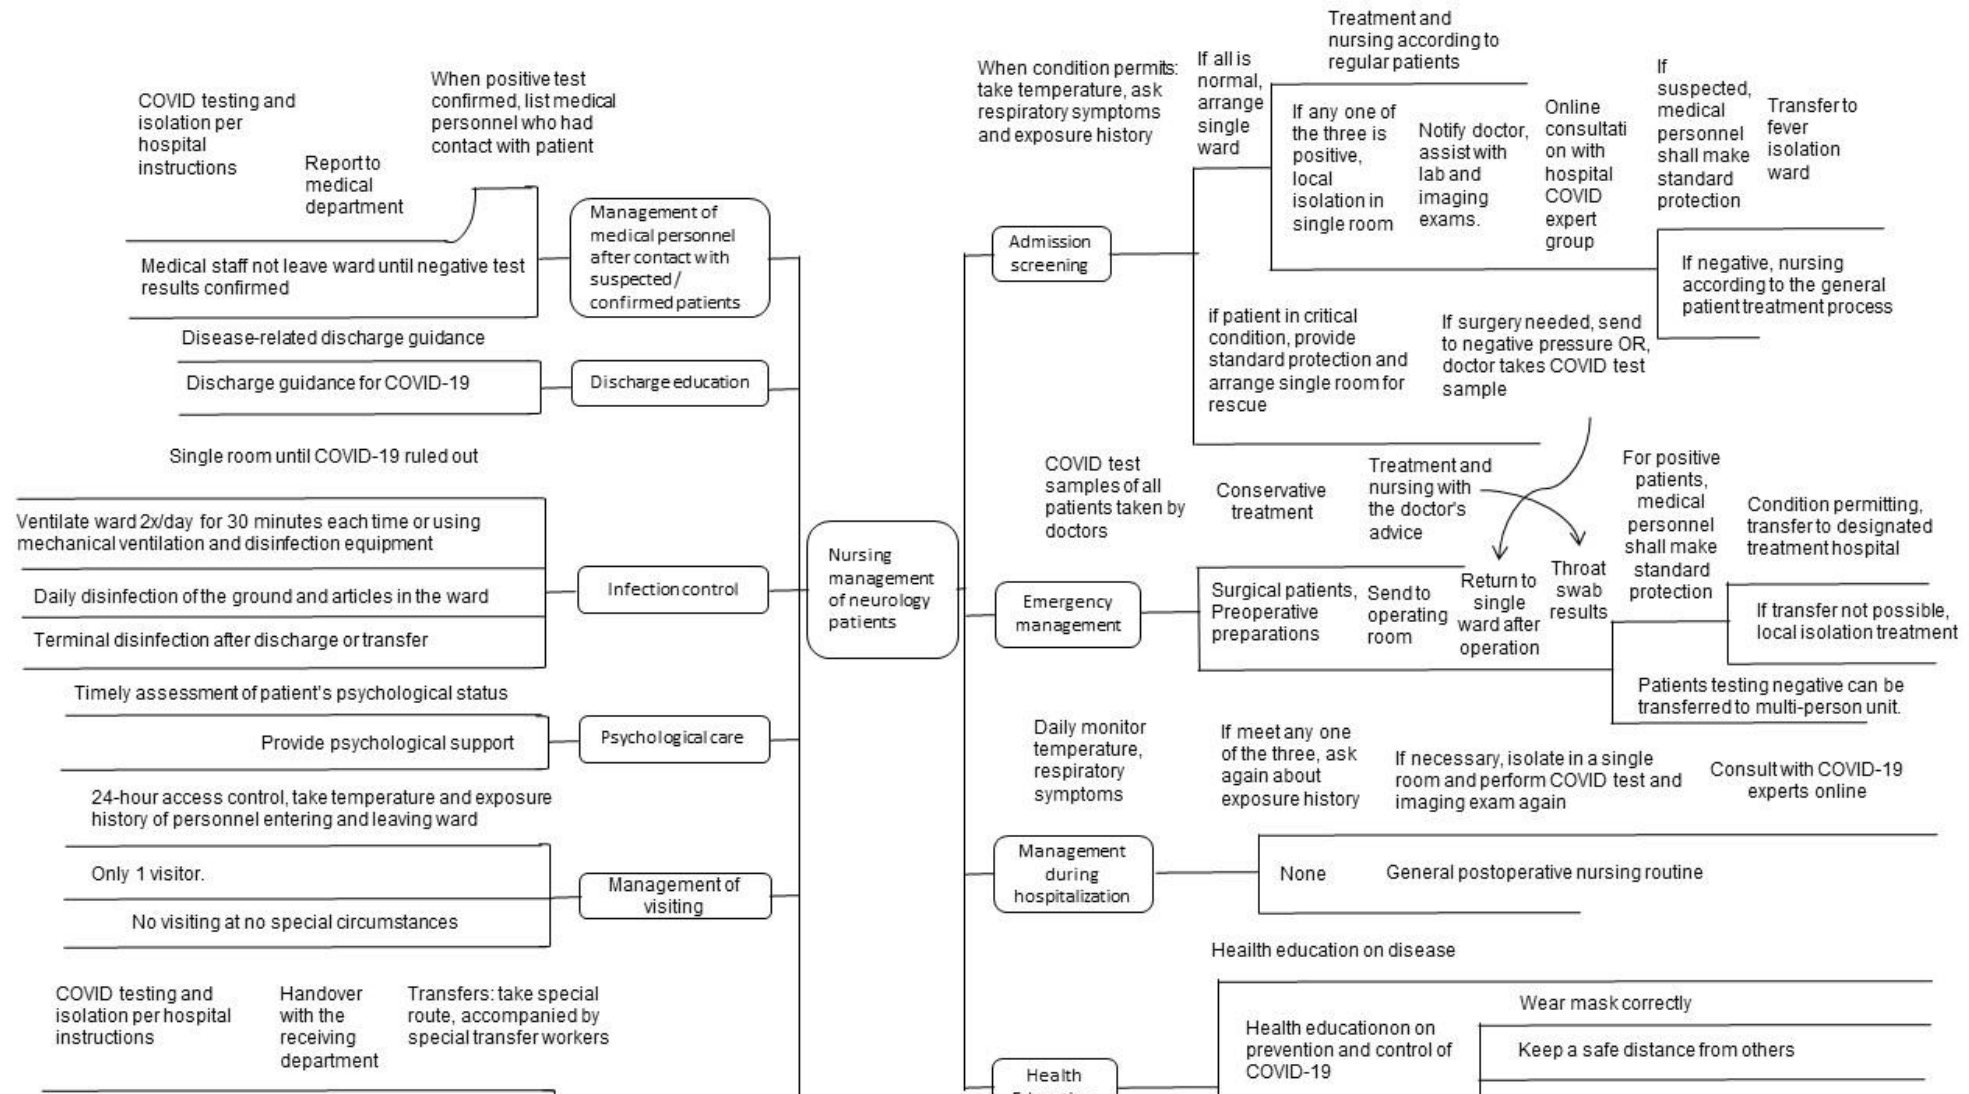 COVID testing and
isolation per
hospital
instructions
Report to
medical
department
When positive test
confirmed, list medical
personnel who had
contact with patient
Medical staff not leave ward until negative test
results confirmed
Management of
medical personnel
after contact with
suspected/
confirmed patients
Disease-related discharge guidance
Discharge guidance for COVID-19
Discharge education
Single room until COVID-19 ruled out
Ventilate ward 2x/day for 30 minutes each time or using
mechanical ventilation and disinfection equipment
Daily disinfection of the ground and articles in the ward
Terminal disinfection after discharge or transfer
Infection control
Timely assessment of patient's psychological status
Provide psychological support
Psychological care
24-hour access control, take temperature and exposure
history of personnel entering and leaving ward
Only 1 visitor.
No visiting at no special circumstances
Management of
visiting
COVID testing and
isolation per hospital
instructions
Handover
with the
receiving
department
Transfers: take special
route, accompanied by
special transfer workers
Nursing
management
of neurology
patients
Admission
screening
When condition permits:
take temperature, ask
respiratory symptoms
and exposure history
If all is
normal,
arrange
single
ward
Treatment and
nursing according to
regular patients
If any one of
the three is
positive,
local
isolation in
single room
Notify doctor,
assist with
lab and
imaging
exams.
Online
consultati
on with
hospital
COVID
expert
group
If
suspected,
medical
personnel
shall make
standard
protection
Transfer to
fever
isolation
ward
If negative, nursing
according to the general
patient treatment process
if patient in critical
condition, provide
standard protection and
arrange single room for
rescue
If surgery needed, send
to negative pressure OR,
doctor takes COVID test
sample
Emergency
management
COVID test
samples of all
patients taken by
doctors
Conservative
treatment
Treatment and
nursing with
the doctor's
advice
Surgical patients,
Preoperative
preparations
Send to
operating
room
Return to
single
ward after
operation
Throat
swab
results
For positive
patients,
medical
personnel
shall make
standard
protection
Condition permitting,
transfer to designated
treatment hospital
If transfer not possible,
local isolation treatment
Patients testing negative can be
transferred to multi-person unit.
Management
during
hospitalization
Daily monitor
temperature,
respiratory
symptoms
If meet any one
of the three, ask
again about
exposure history
If necessary, isolate in a single
room and perform COVID test and
imaging exam again
Consult with COVID-19
experts online
None
General postoperative nursing routine
Health
Heailth education on disease
Health educationon on
prevention and control of
COVID-19
Wear mask correctly
Keep a safe distance from others